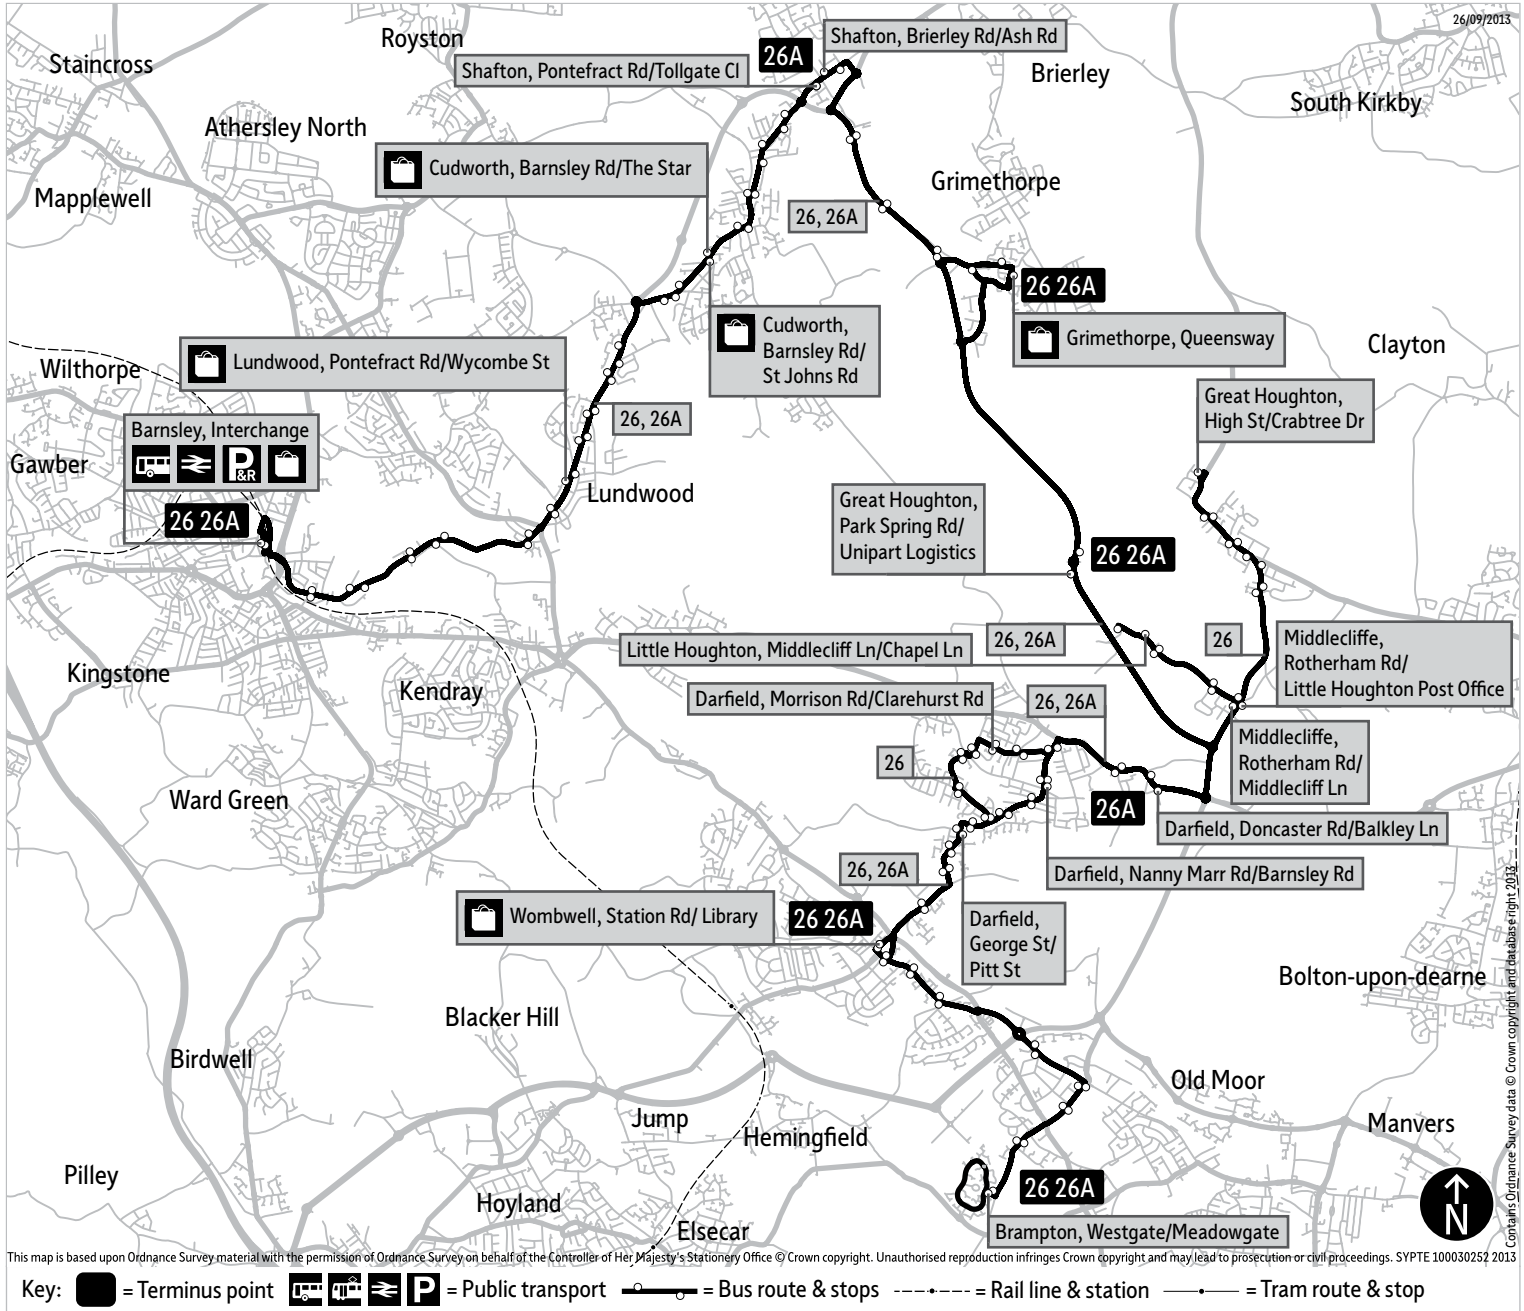 26/09/2013
Royston
Shafton, Brierley Rd/Ash Rd
26A
Staincross
Shafton, Pontefract Rd/Tollgate Cl
Brierley
South Kirkby
Athersley North
Cudworth, Barnsley Rd/The Star
Grimethorpe
Mapplewell
26, 26A
26 26A
Cudworth,
Barnsley Rd/
St Johns Rd
Grimethorpe, Queensway
Clayton
Lundwood, Pontefract Rd/Wycombe St
Wilthorpe
Great Houghton,
High St/Crabtree Dr
26, 26A
Barnsley, Interchange
P
&R
Gawber
Lundwood
26 26A
Great Houghton,
Park Spring Rd/
Unipart Logistics
26 26A
26, 26A
26
Middlecliffe,
Rotherham Rd/
Little Houghton Post Office
Little Houghton, Middlecliff Ln/Chapel Ln
Kingstone
Kendray
Darfield, Morrison Rd/Clarehurst Rd
26, 26A
Middlecliffe,
Rotherham Rd/
Middlecliff Ln
26
Ward Green
26A
Darfield, Doncaster Rd/Balkley Ln
26, 26A
Darfield, Nanny Marr Rd/Barnsley Rd
Wombwell, Station Rd/ Library
26 26A
Darfield,
George St/
Pitt St
Bolton-upon-dearne
Blacker Hill
Birdwell
Old Moor
Jump
Hemingfield
Manvers
Pilley
26 26A
Hoyland
Elsecar
Brampton, Westgate/Meadowgate
N
Contains Ordnance Survey data © Crown copyright and database right 2013
This map is based upon Ordnance Survey material with the permission of Ordnance Survey on behalf of the Controller of Her Majesty's Stationery Office © Crown copyright. Unauthorised reproduction infringes Crown copyright and may lead to prosecution or civil proceedings. SYPTE 100030252 2013
Key: = Terminus point P = Public transport = Bus route & stops = Rail line & station = Tram route & stop